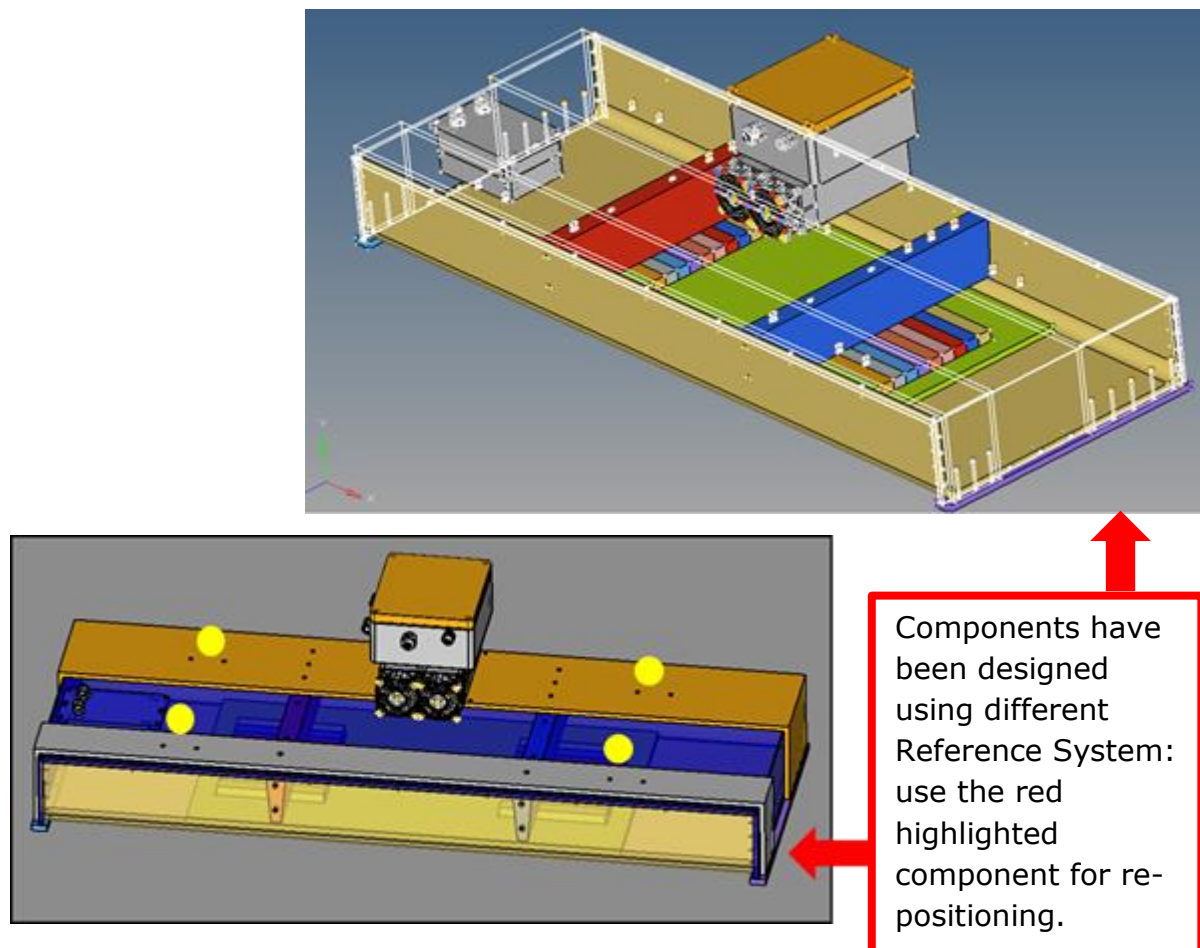 Components have
been designed
using different
Reference System:
use the red
highlighted
component for re-
positioning.